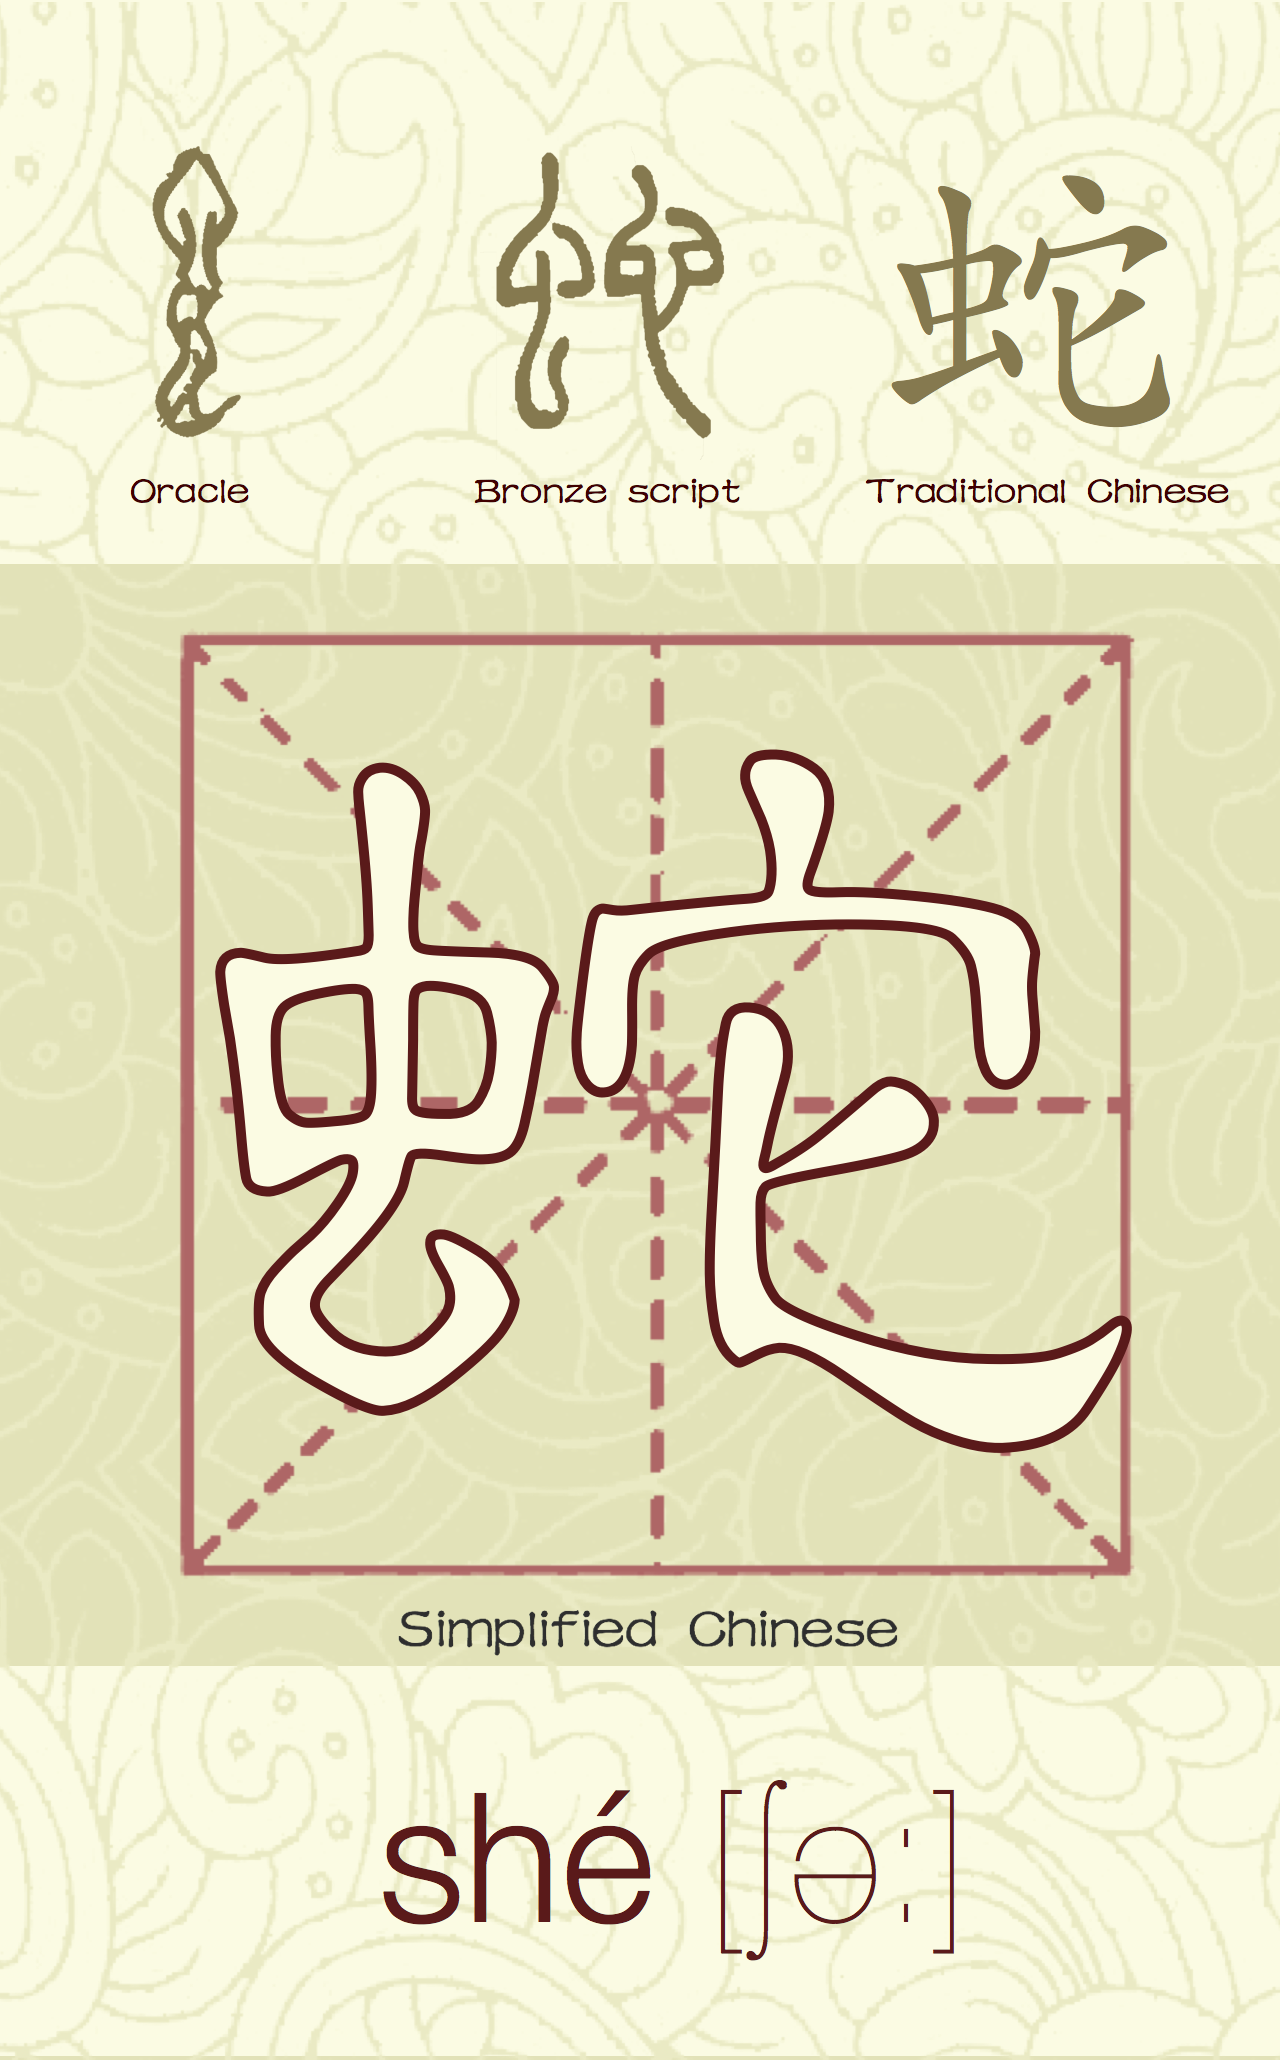 蛇
Oracle Bronze script Traditional Chinese
蛇
Simplified Chinese
shé [ʃə:]